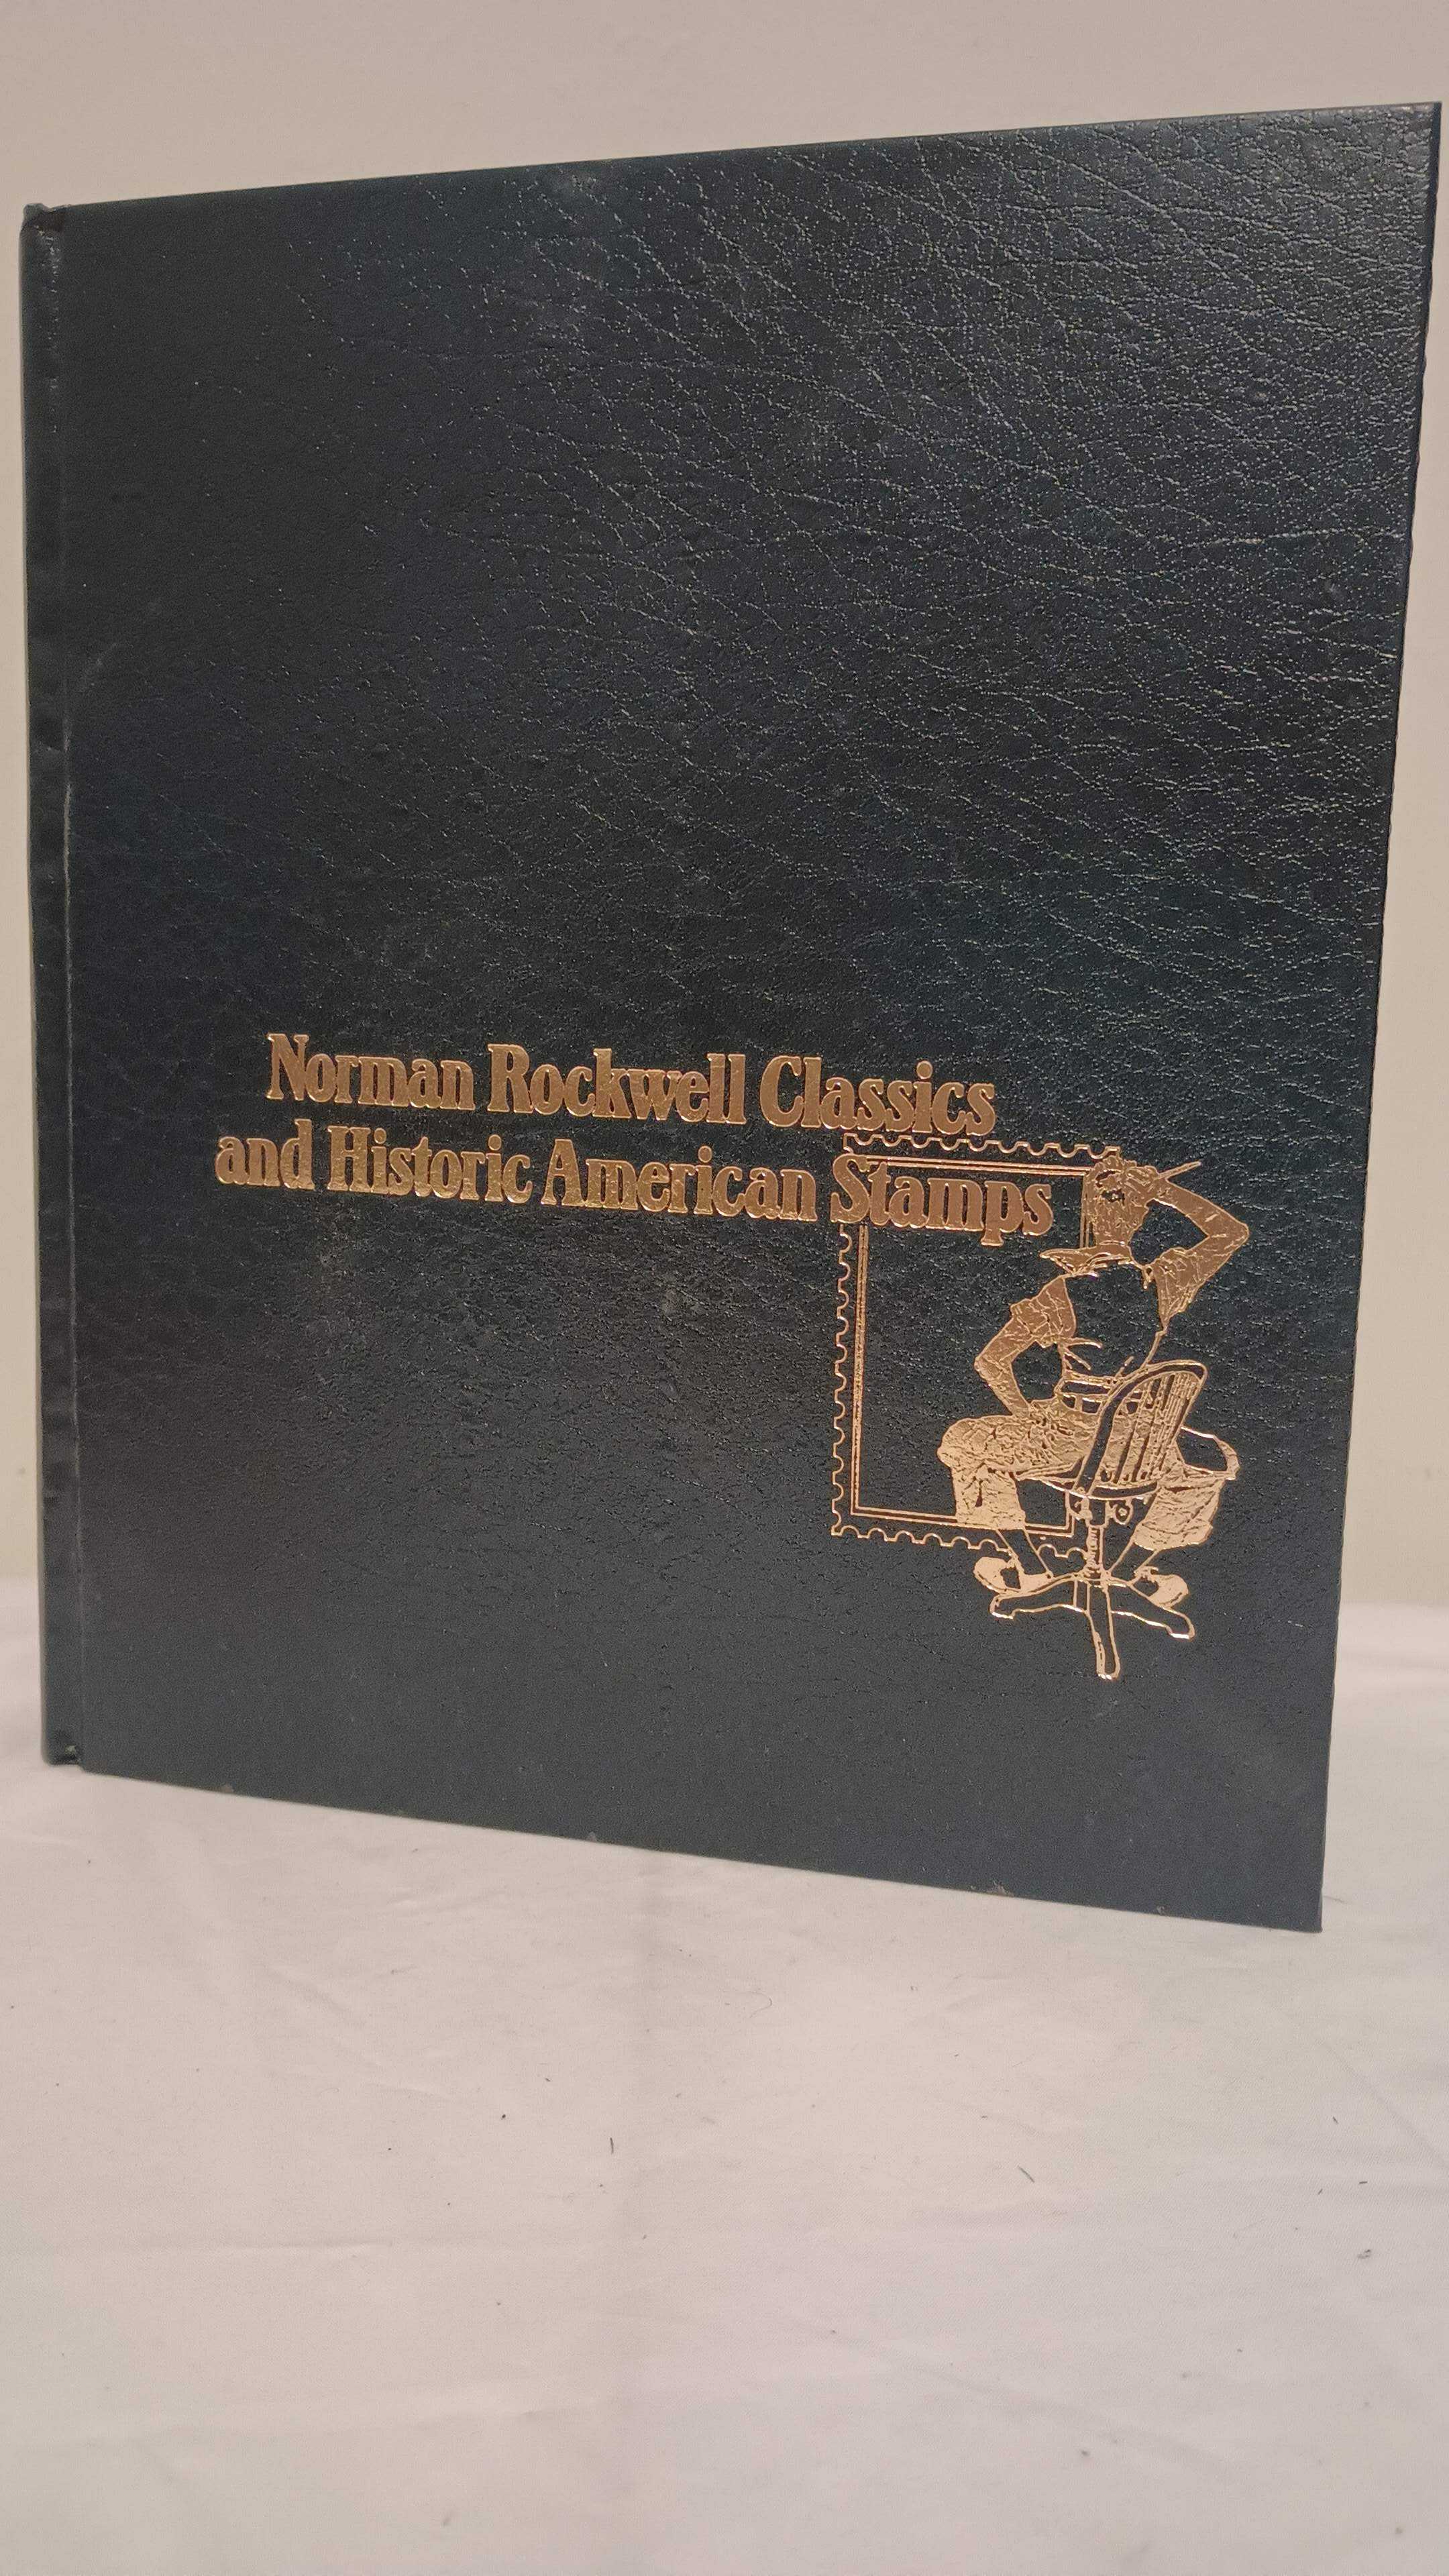 Norman Rockwell Classics
and Historic American Stamps